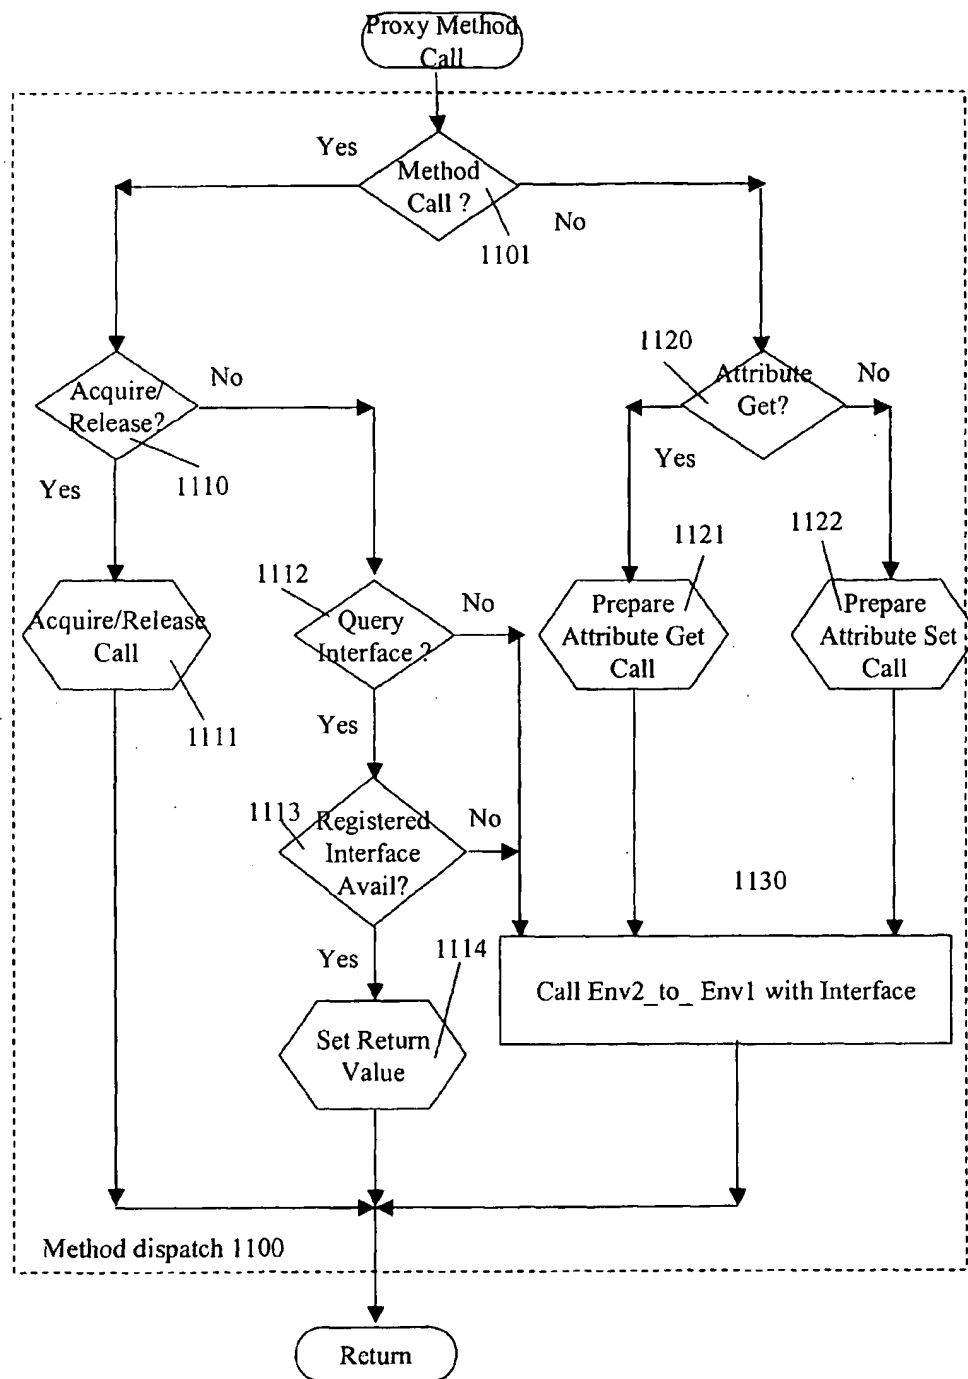 Proxy Method
Call
Yes
Method
Call ?
No
1101
1120
Acquire/
Release?
No
Attribute
Get?
No
Yes
1110
Yes
1112
1121
1122
Acquire/Release
Call
Query
Interface ?
No
Prepare
Attribute Get
Call
Prepare
Attribute Set
Call
1111
Yes
1113
Registered
Interface
Avail?
No
1130
Yes
1114
Call Env2_to_ Env1 with Interface
Set Return
Value
Method dispatch 1100
Return